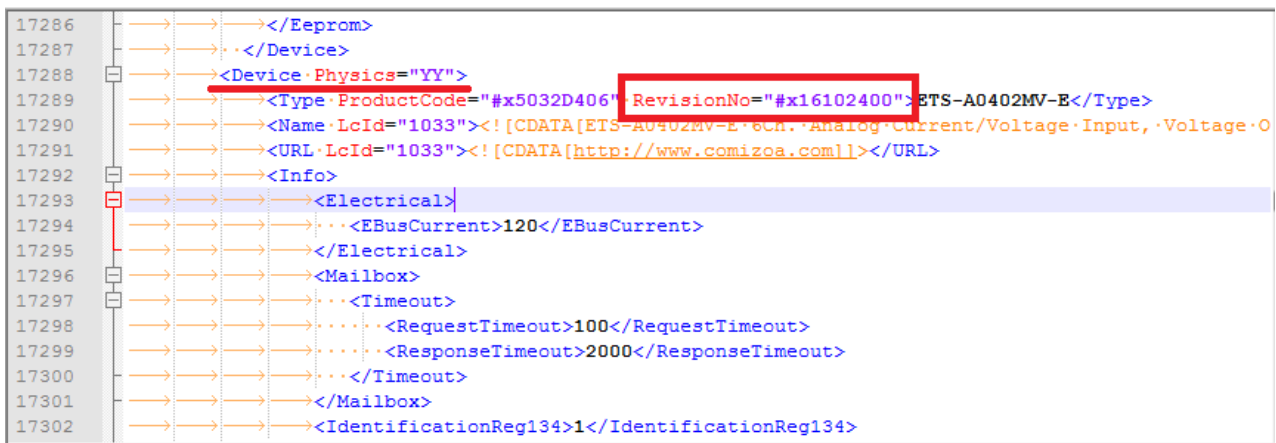 17286 </Eeprom>
17287 </Device>
17288 <Device Physics="YY">
17289 <Type ProductCode="#x5032D406" RevisionNo="#x16102400">ETS-A0402MV-E</Type>
17290 <Name LcId="1033"><![CDATA[ETS-A0402MV-E 6Ch. Analog Current/Voltage Input, Voltage O
17291 <URL LcId="1033"><![CDATA[http://www.comizoa.com]]></URL>
17292 <Info>
17293 <Electrical>
17294 <EBusCurrent>120</EBusCurrent>
17295 </Electrical>
17296 <Mailbox>
17297 <Timeout>
17298 <RequestTimeout>100</RequestTimeout>
17299 <ResponseTimeout>2000</ResponseTimeout>
17300 </Timeout>
17301 </Mailbox>
17302 <IdentificationReg134>1</IdentificationReg134>